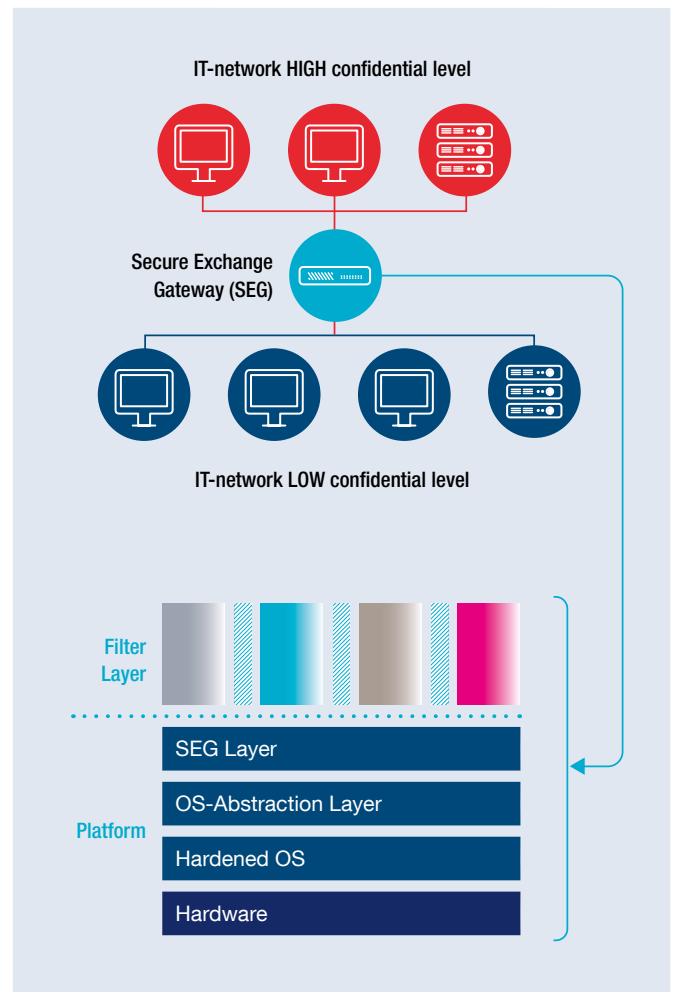 IT-network HIGH confidential level
Secure Exchange
Gateway (SEG)
IT-network LOW confidential level
Filter
Layer
SEG Layer
OS-Abstraction Layer
Platform
Hardened OS
Hardware